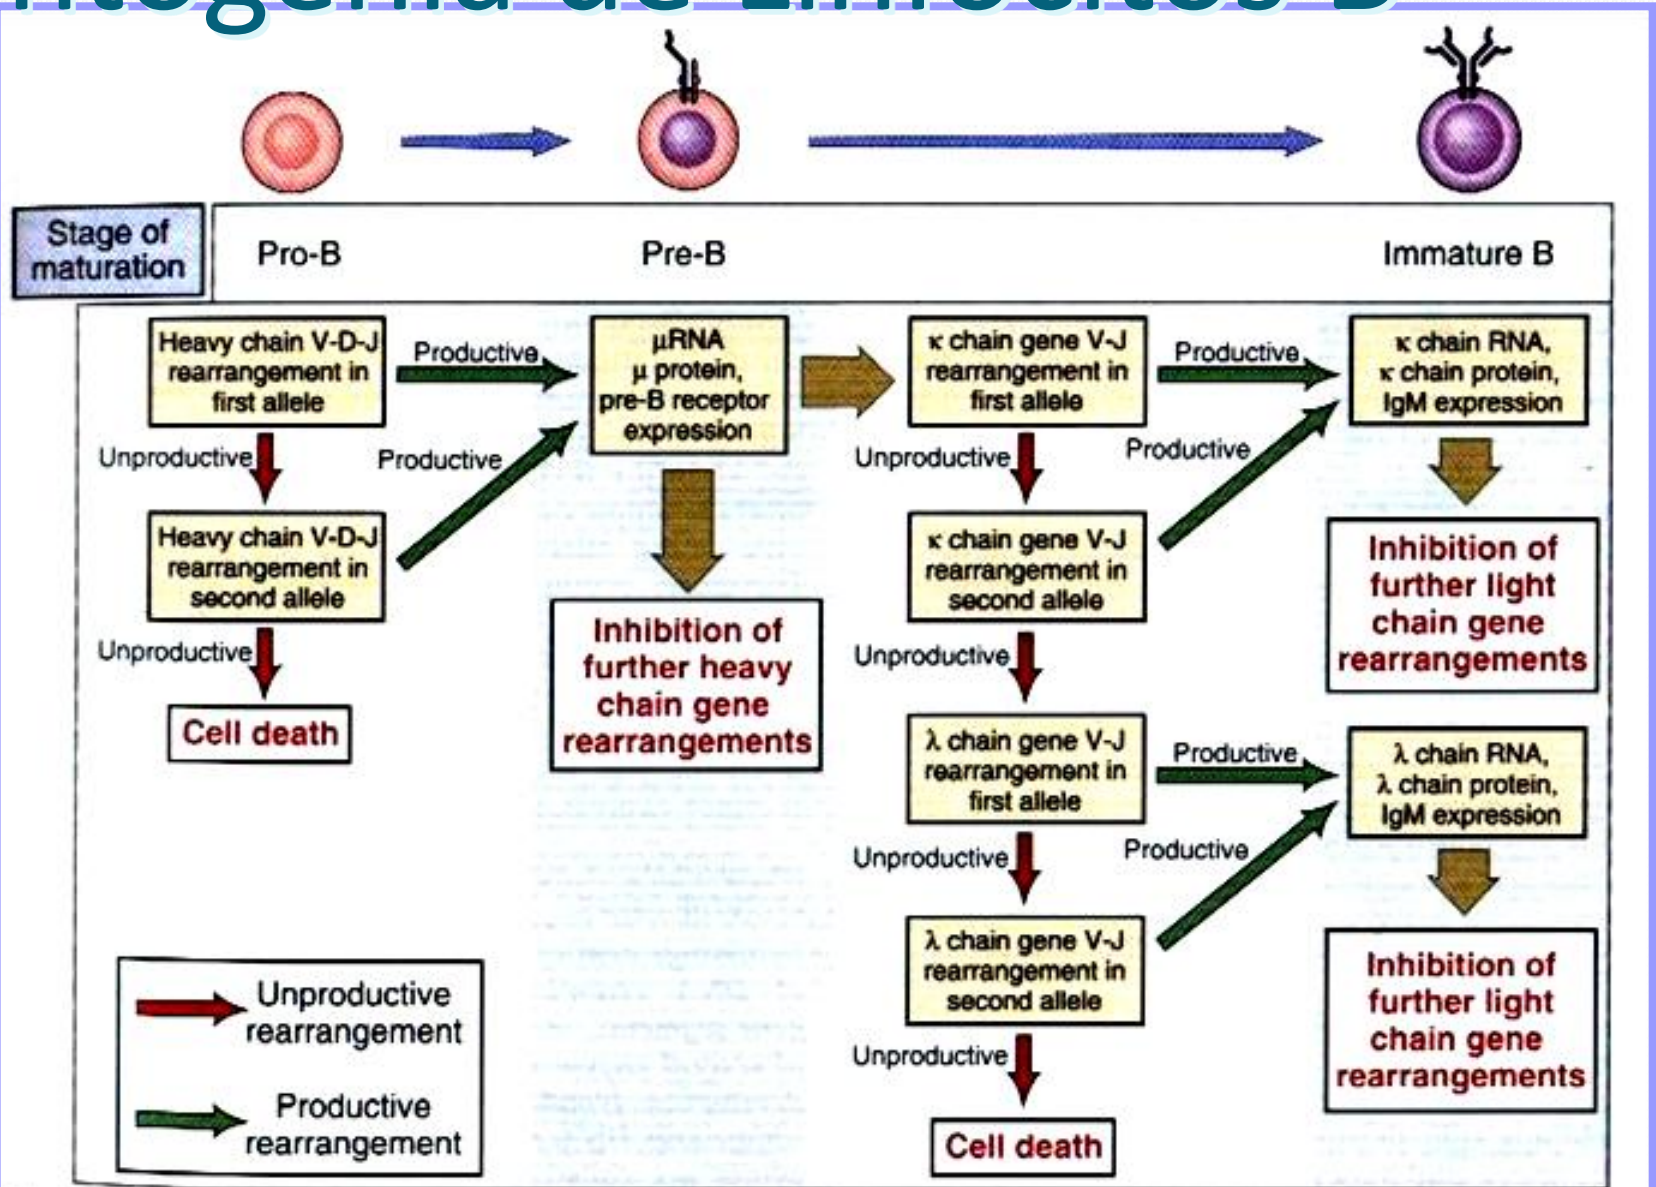 de Linfocitos B
Stage of
maturation
Pro-B
Pre-B
Immature B
Heavy chain V-D-J
rearrangement in
first allele
Productive
μRNA
μ protein,
pre-B receptor
expression
κ chain gene V-J
rearrangement in
first allele
Productive
κ chain RNA,
κ chain protein,
IgM expression
Unproductive
Productive
Unproductive
Productive
Heavy chain V-D-J
rearrangement in
second allele
κ chain gene V-J
rearrangement in
second allele
Inhibition of
further light
chain gene
rearrangements
Unproductive
Cell death
Inhibition of
further heavy
chain gene
rearrangements
Unproductive
λ chain gene V-J
rearrangement in
first allele
Productive
λ chain RNA,
λ chain protein,
IgM expression
Unproductive
Productive
λ chain gene V-J
rearrangement in
second allele
Inhibition of
further light
chain gene
rearrangements
Unproductive
Cell death
Unproductive
rearrangement
Productive
rearrangement